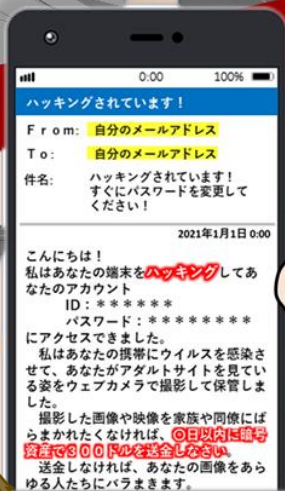 0:00 100%
ハッキングされています！
From: 自分のメールアドレス
To: 自分のメールアドレス
件名: ハッキングされています！
すぐにパスワードを変更して
ください！
2021年1月1日 0:00
こんにちは！
私はあなたの端末をハッキングしてあ
なたのアカウント
ID：＊＊＊＊＊＊
パスワード：＊＊＊＊＊＊＊＊
にアクセスできました。
私はあなたの携帯にウイルスを感染さ
せて、あなたがアダルトサイトを見てい
る姿をウェブカメラで撮影して保管しま
した。
撮影した画像や映像を家族や同僚にば
らまかれたくなければ、〇日以内に暗号
資産で３００ドルを送金しなさい。
送金しなければ、あなたの画像をあら
ゆる人たちにバラまきます。